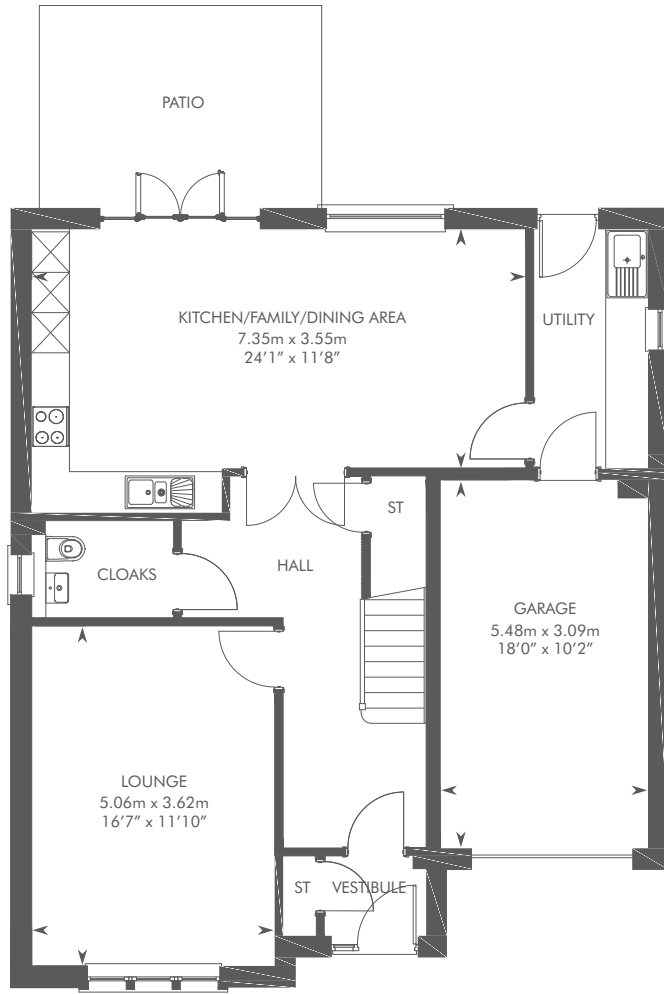 PATIO
KITCHEN/FAMILY/DINING AREA
7.35m x 3.55m
24’1” x 11’8”
UTILITY
ST
HALL
CLOAKS
GARAGE
5.48m x 3.09m
18’0” x 10’2”
LOUNGE
5.06m x 3.62m
16’7” x 11’10”
ST
VESTIBULE